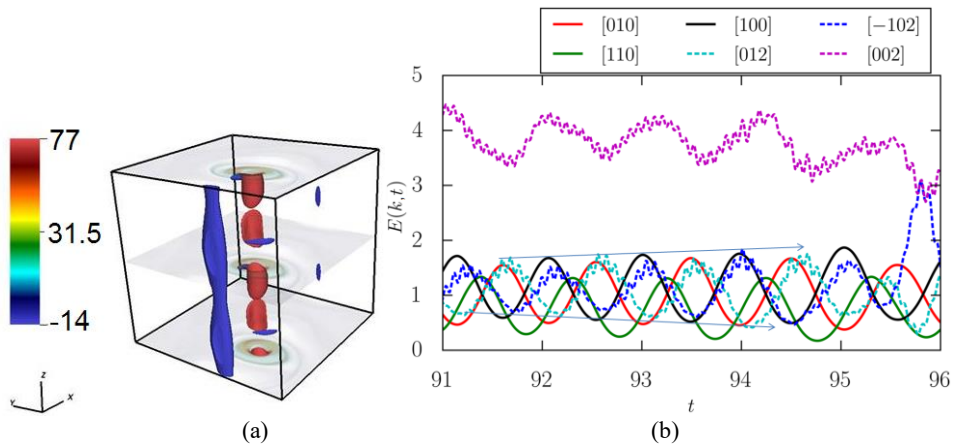 77
31.5
-14
z
Y
X
(a)
[010] [100] [−102]
[110] [012] [002]
5
4
3
2
1
0
E(k,t)
91 92 93 94 95 96
t
(b)